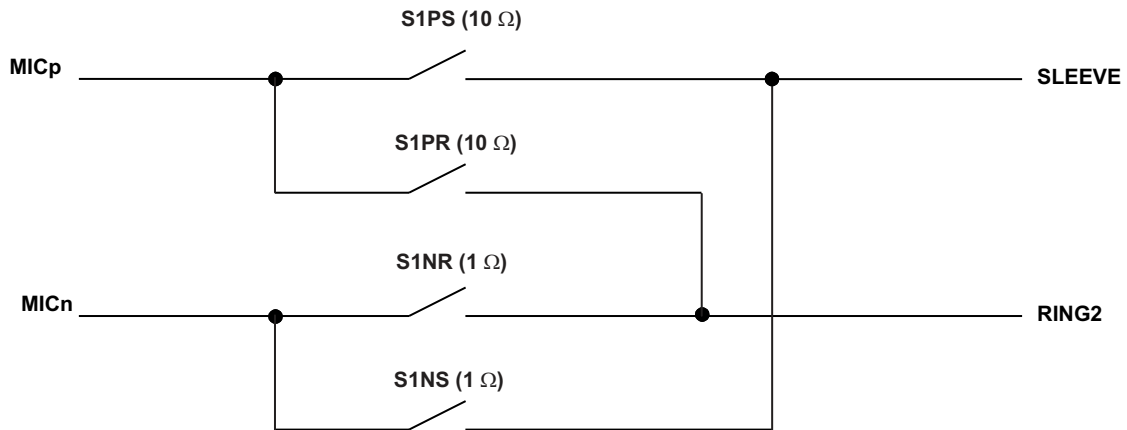 S1PS (10 Ω)
MICp
SLEEVE
S1PR (10 Ω)
S1NR (1 Ω)
MICn
RING2
S1NS (1 Ω)